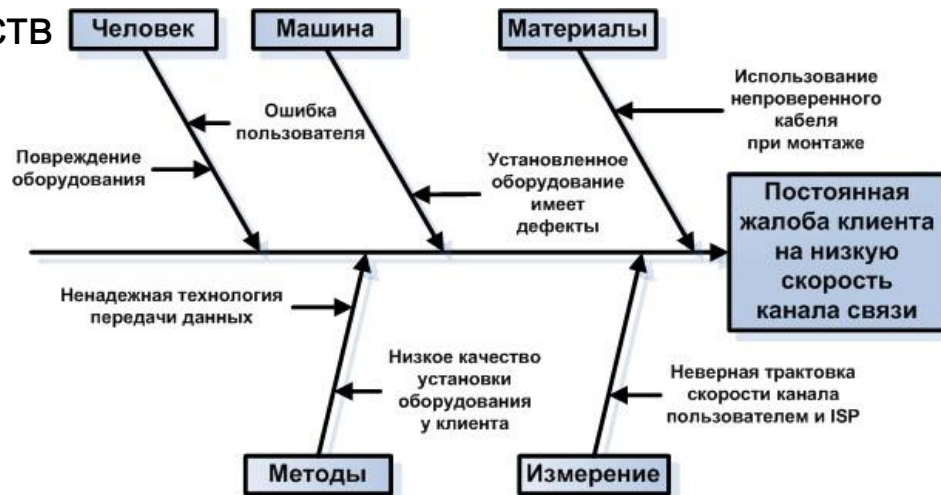 ств
Человек
Машина
Материалы
Ошибка
пользователя
Повреждение
оборудования
Установленное
оборудование
имеет
дефекты
Использование
непроверенного
кабеля
при монтаже
Постоянная
жалоба клиента
на низкую
скорость
канала связи
Ненадежная технология
передачи данных
Низкое качество
установки
оборудования
у клиента
Неверная трактовка
скорости канала
пользователем и ISP
Методы
Измерение